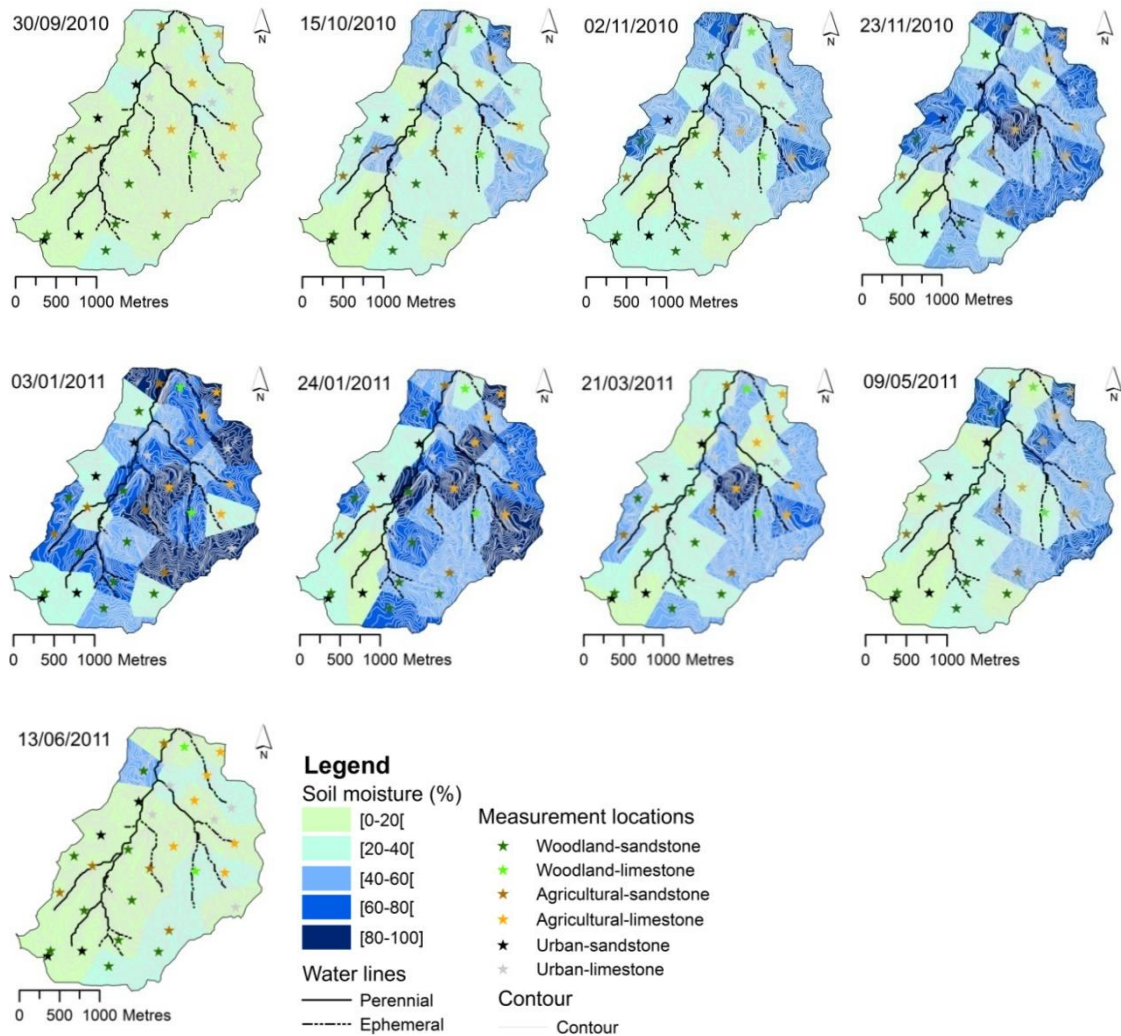 30/09/2010
N
15/10/2010
N
02/11/2010
N
23/11/2010
N
0 500 1000 Metres
0 500 1000 Metres
0 500 1000 Metres
0 500 1000 Metres
03/01/2011
N
24/01/2011
N
21/03/2011
N
09/05/2011
N
0 500 1000 Metres
0 500 1000 Metres
0 500 1000 Metres
0 500 1000 Metres
13/06/2011
N
0 500 1000 Metres
Legend
Soil moisture (%)
[0-20[
[20-40[
[40-60[
[60-80[
[80-100]
Water lines
Perennial
Ephemeral
Measurement locations
Woodland-sandstone
Woodland-limestone
Agricultural-sandstone
Agricultural-limestone
Urban-sandstone
Urban-limestone
Contour
Contour